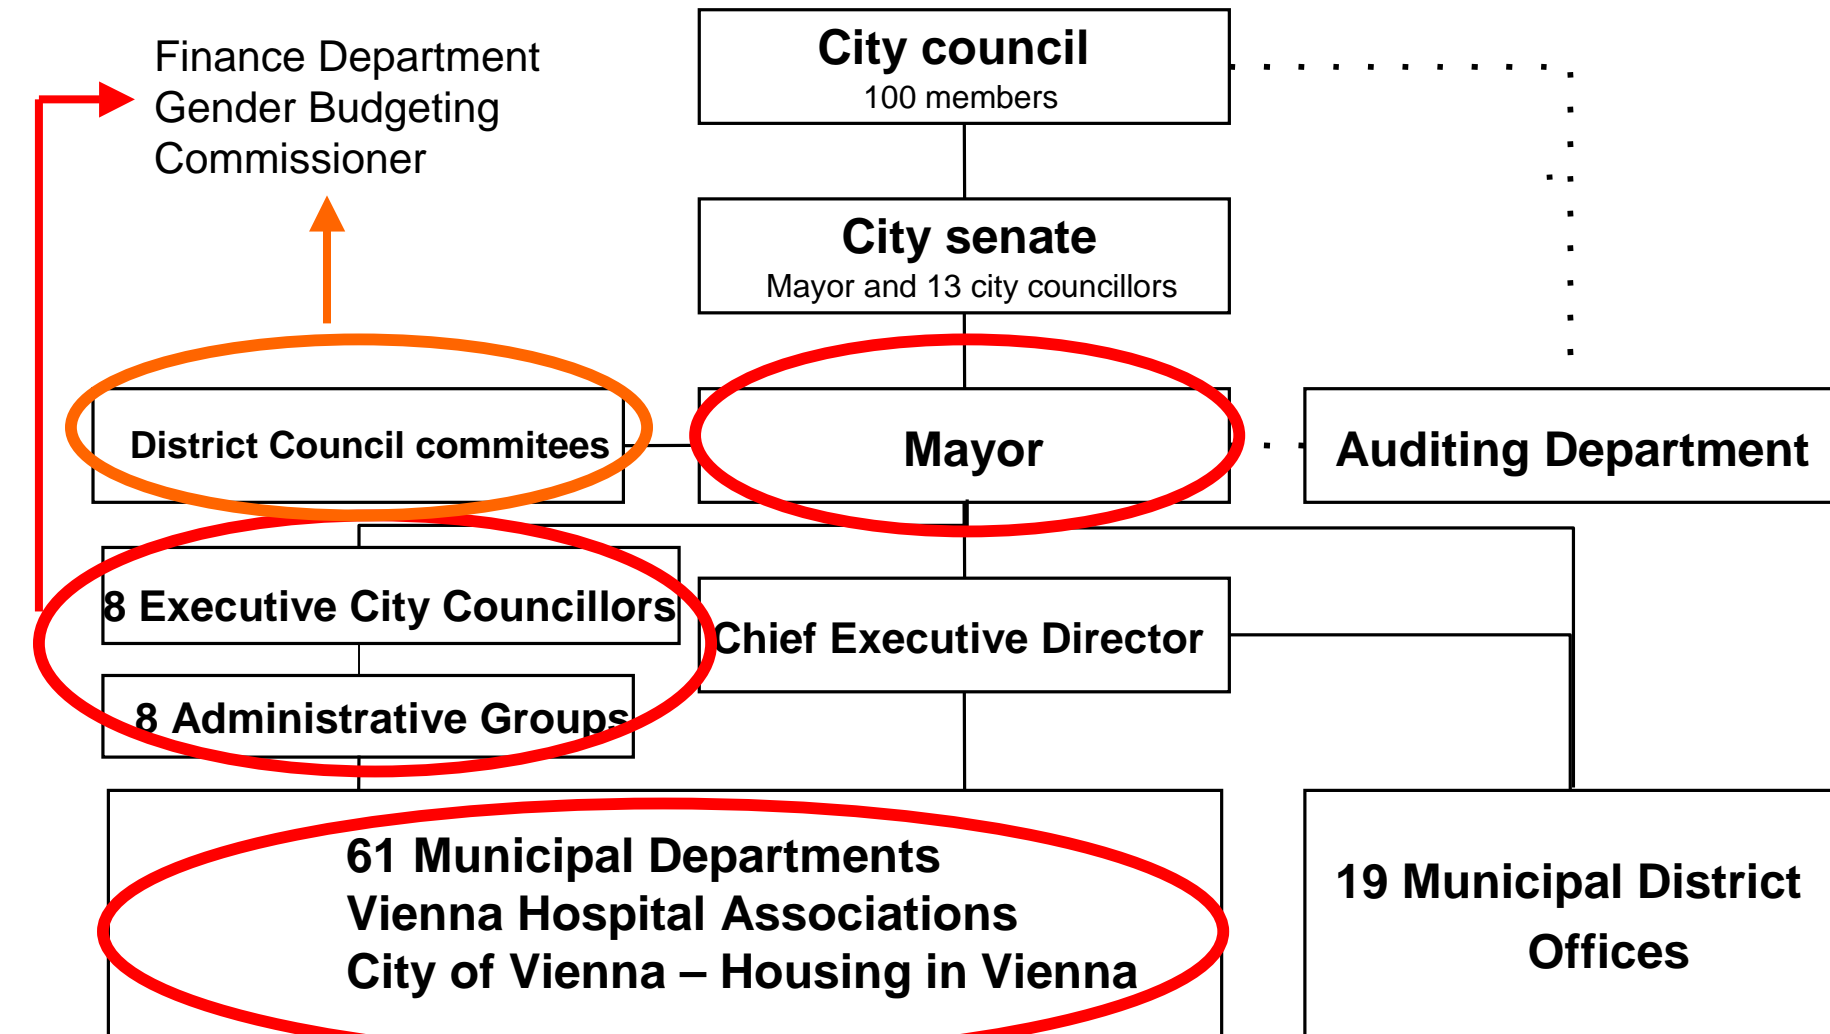 Finance Department
Gender Budgeting
Commissioner
City council
100 members
City senate
Mayor and 13 city councillors
District Council commitees
Mayor
Auditing Department
8 Executive City Councillors
Chief Executive Director
8 Administrative Groups
61 Municipal Departments
Vienna Hospital Associations
City of Vienna – Housing in Vienna
19 Municipal District
Offices